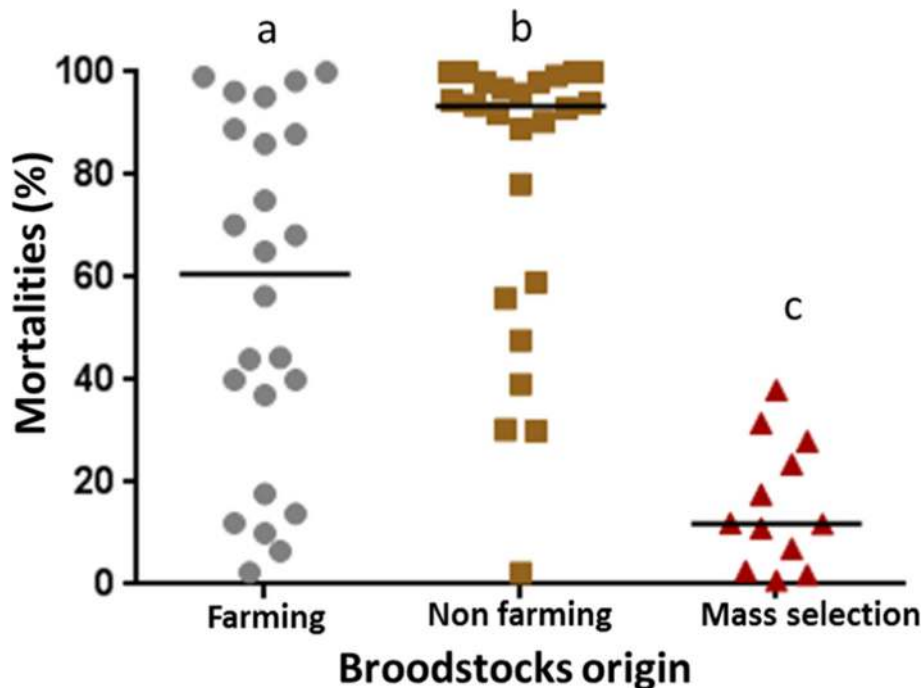 a
b
c
Mortalities (%)
100
80
60
40
20
0
Farming
Non farming
Mass selection
Broodstocks origin